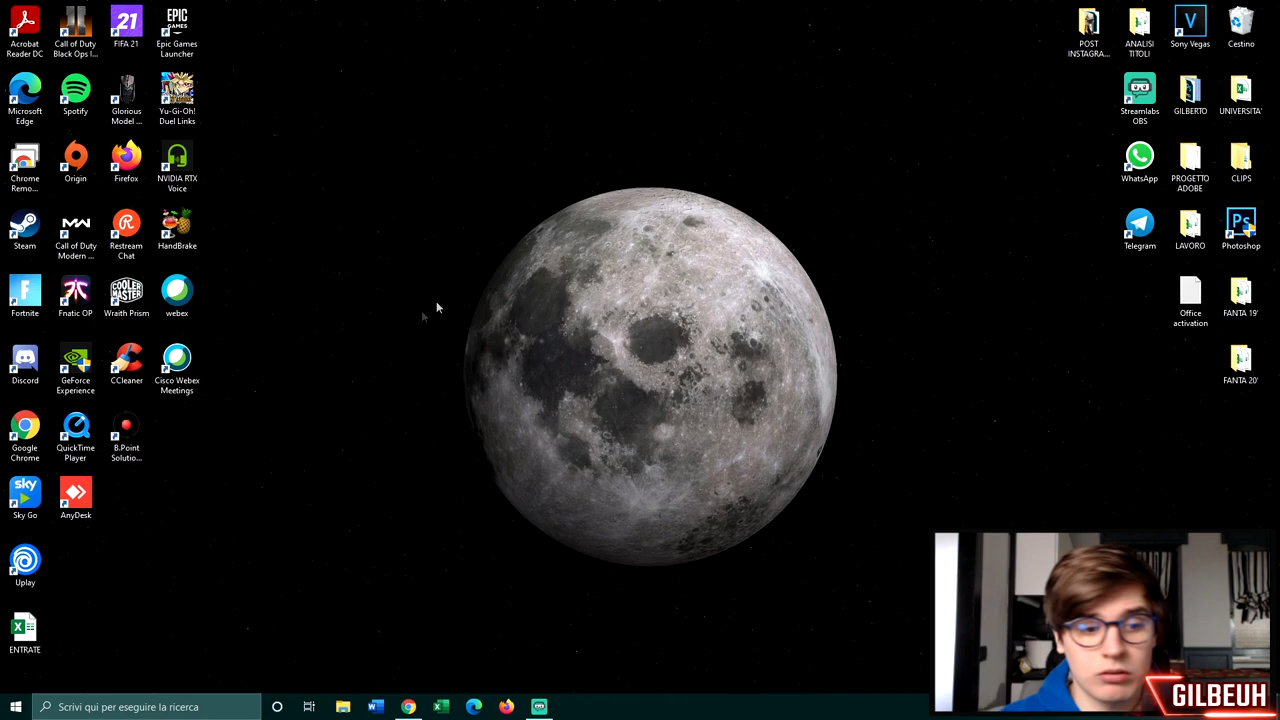 Acrobat
Reader DC
Call of Duty
Black Ops I...
21
FIFA 21
EPIC
GAMES
Epic Games
Launcher
Microsoft
Edge
Spotify
Glorious
Model ...
Yu-Gi-Oh!
Duel Links
Chrome
Remo...
Origin
Firefox
NVIDIA RTX
Voice
Steam
MW
Call of Duty
Modern ...
Restream
Chat
HandBrake
Fortnite
Fnatic OP
COOLER
MASTER
Wraith Prism
webex
Discord
GeForce
Experience
CCleaner
Cisco Webex
Meetings
Google
Chrome
QuickTime
Player
B.Point
Solutio...
sky
Sky Go
AnyDesk
Uplay
ENTRATE
POST
INSTAGRA...
ANALISI
TITOLI
V
Sony Vegas
Cestino
Streamlabs
OBS
GILBERTO
UNIVERSITA'
WhatsApp
PROGETTO
ADOBE
CLIPS
Telegram
LAVORO
Ps
Photoshop
Office
activation
FANTA 19'
FANTA 20'
Scrivi qui per eseguire la ricerca
GILBEUH